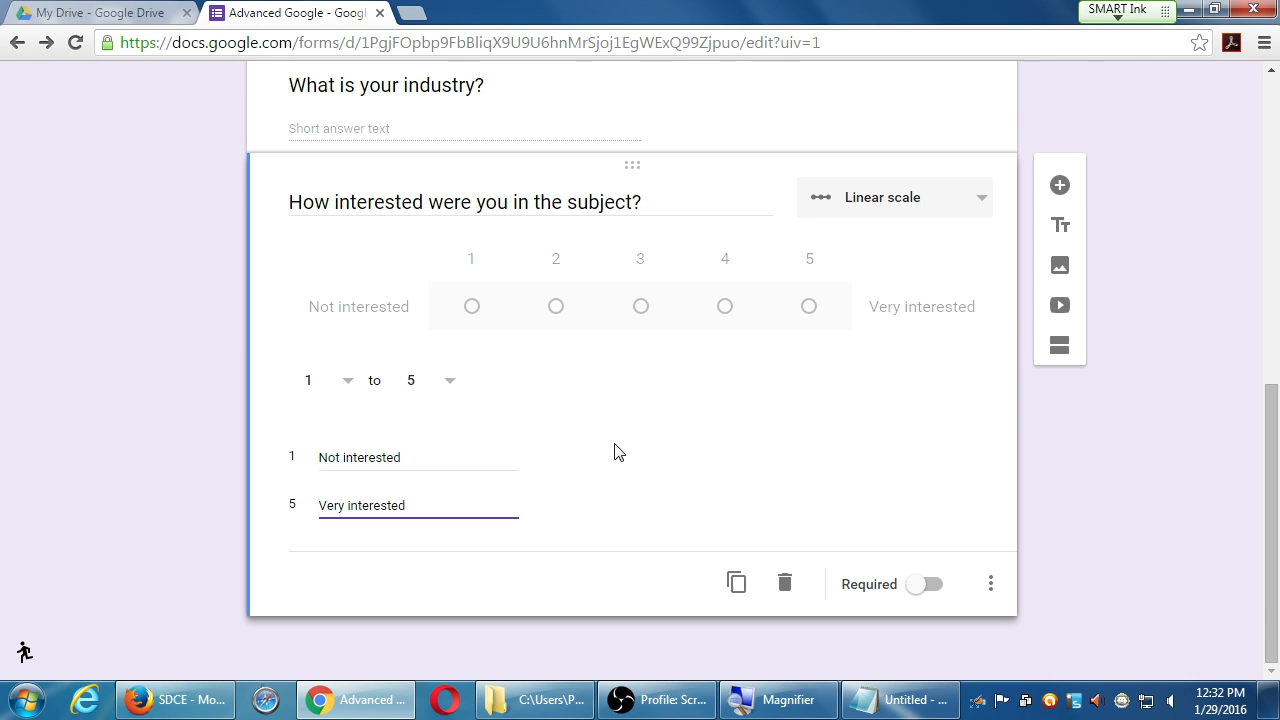 My Drive - Google Drive
Advanced Google - Googl
SMART Ink
https://docs.google.com/forms/d/1PgjFOpbp9FbBliqX9U8U6hnMrSjoj1EgWExQ99Zjpuo/edit?uiv=1
What is your industry?
Short answer text
How interested were you in the subject?
Linear scale
1 2 3 4 5
Not interested
Very interested
1 to 5
1 Not interested
5 Very interested
Required
SDCE - Mo...
Advanced ...
C:\Users\P...
Profile: Scr...
Magnifier
Untitled - ...
12:32 PM
1/29/2016